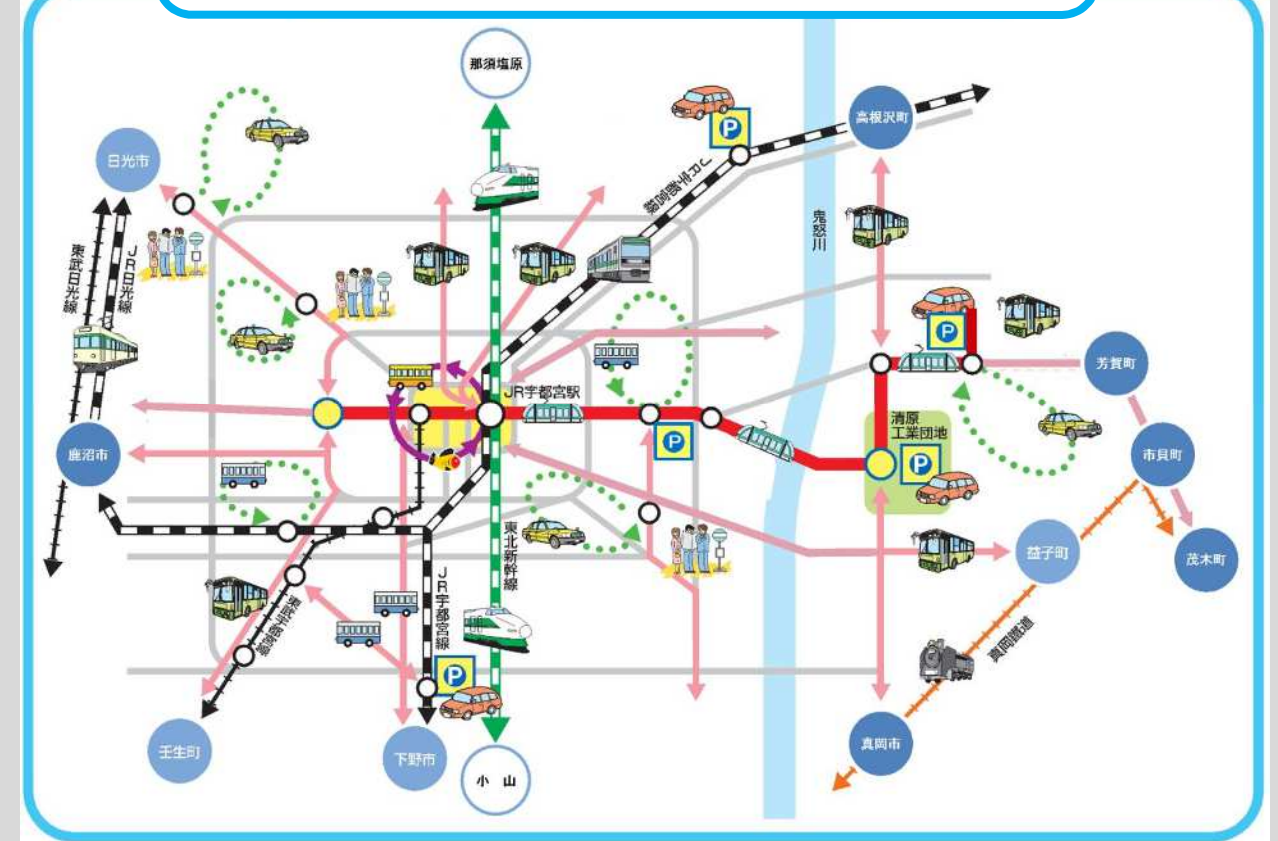 那須塩原
高根沢町
P
日光市
JR宇都宮線
鬼怒川
東武日光線
JR日光線
P
芳賀町
JR宇都宮駅
清原
工業団地
P
P
鹿沼市
市貝町
東北新幹線
益子町
茂木町
JR宇都宮線
東武宇都宮線
真岡鐵道
P
壬生町
下野市
小 山
真岡市